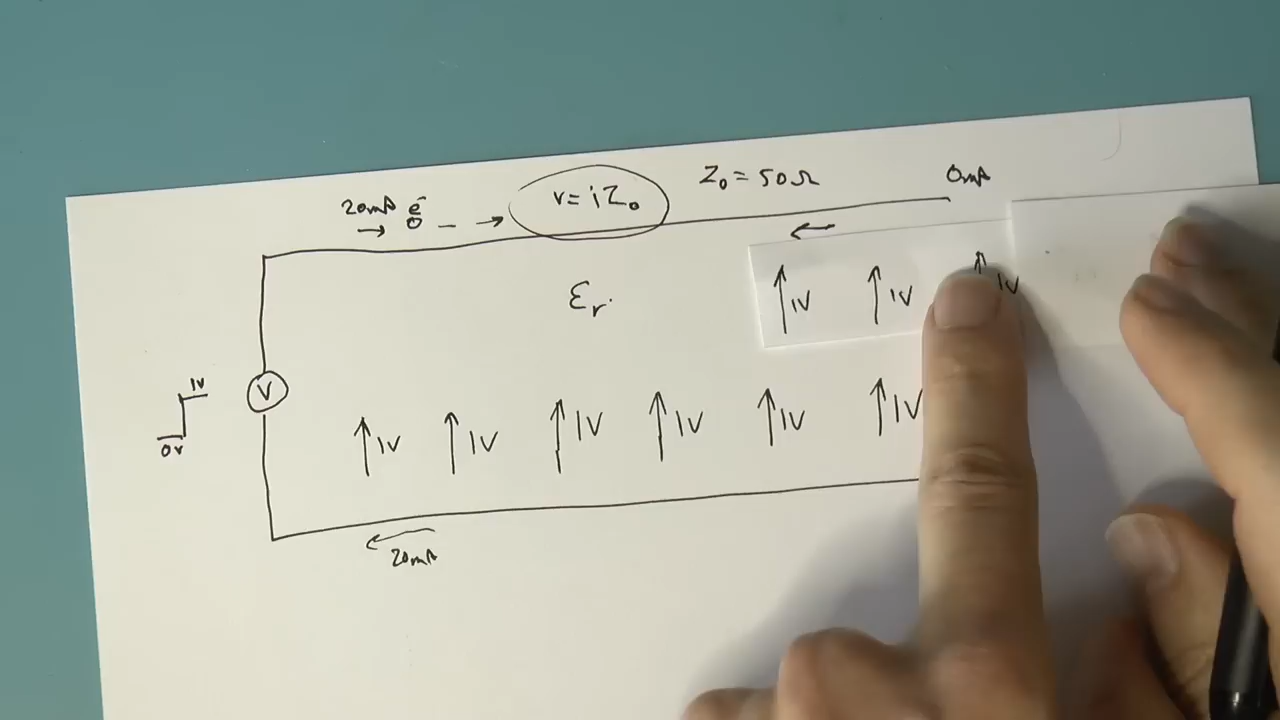 20mA e⁻ v = iZ₀ Z₀ = 50Ω 0mA
εᵣ
1V 1V 1V
1V
0V
V
1V 1V 1V 1V 1V 1V
20mA